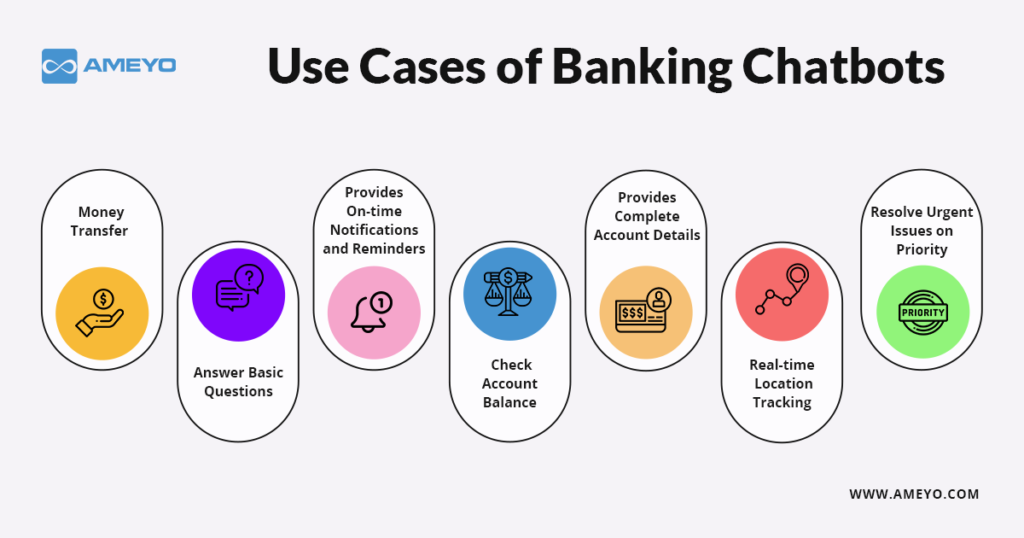 AMEYO
Use Cases of Banking Chatbots
Money
Transfer
$
?
Answer Basic
Questions
Provides
On-time
Notifications
and Reminders
1
$
Check
Account
Balance
Provides
Complete
Account Details
$$$
Real-time
Location
Tracking
Resolve Urgent
Issues on
Priority
PRIORITY
WWW.AMEYO.COM